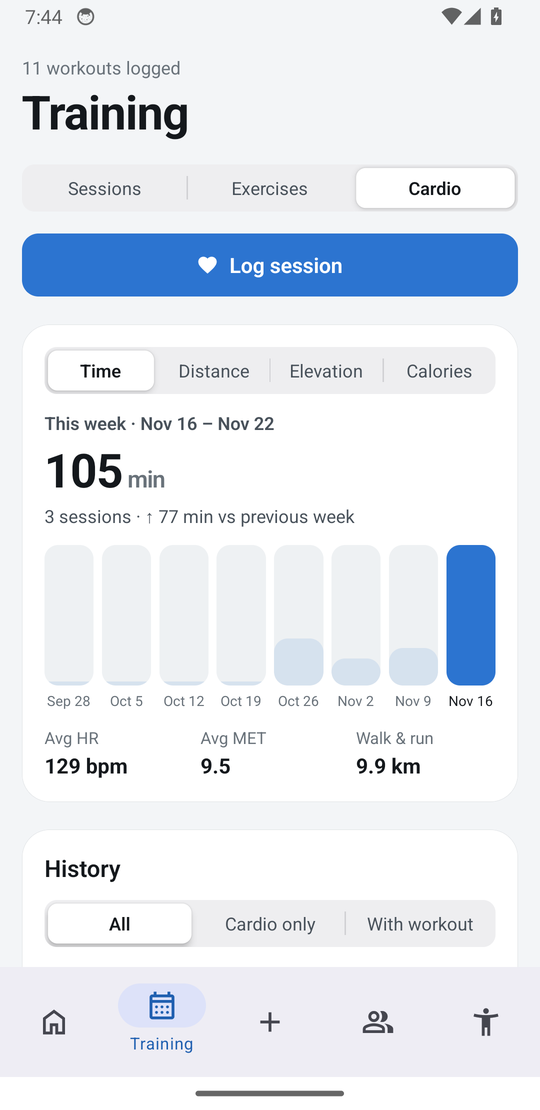 7:44
11 workouts logged
Training
Sessions Exercises Cardio
Log session
Time Distance Elevation Calories
This week · Nov 16 – Nov 22
105 min
3 sessions · ↑ 77 min vs previous week
Sep 28 Oct 5 Oct 12 Oct 19 Oct 26 Nov 2 Nov 9 Nov 16
Avg HR Avg MET Walk & run
129 bpm 9.5 9.9 km
History
All Cardio only With workout
Training